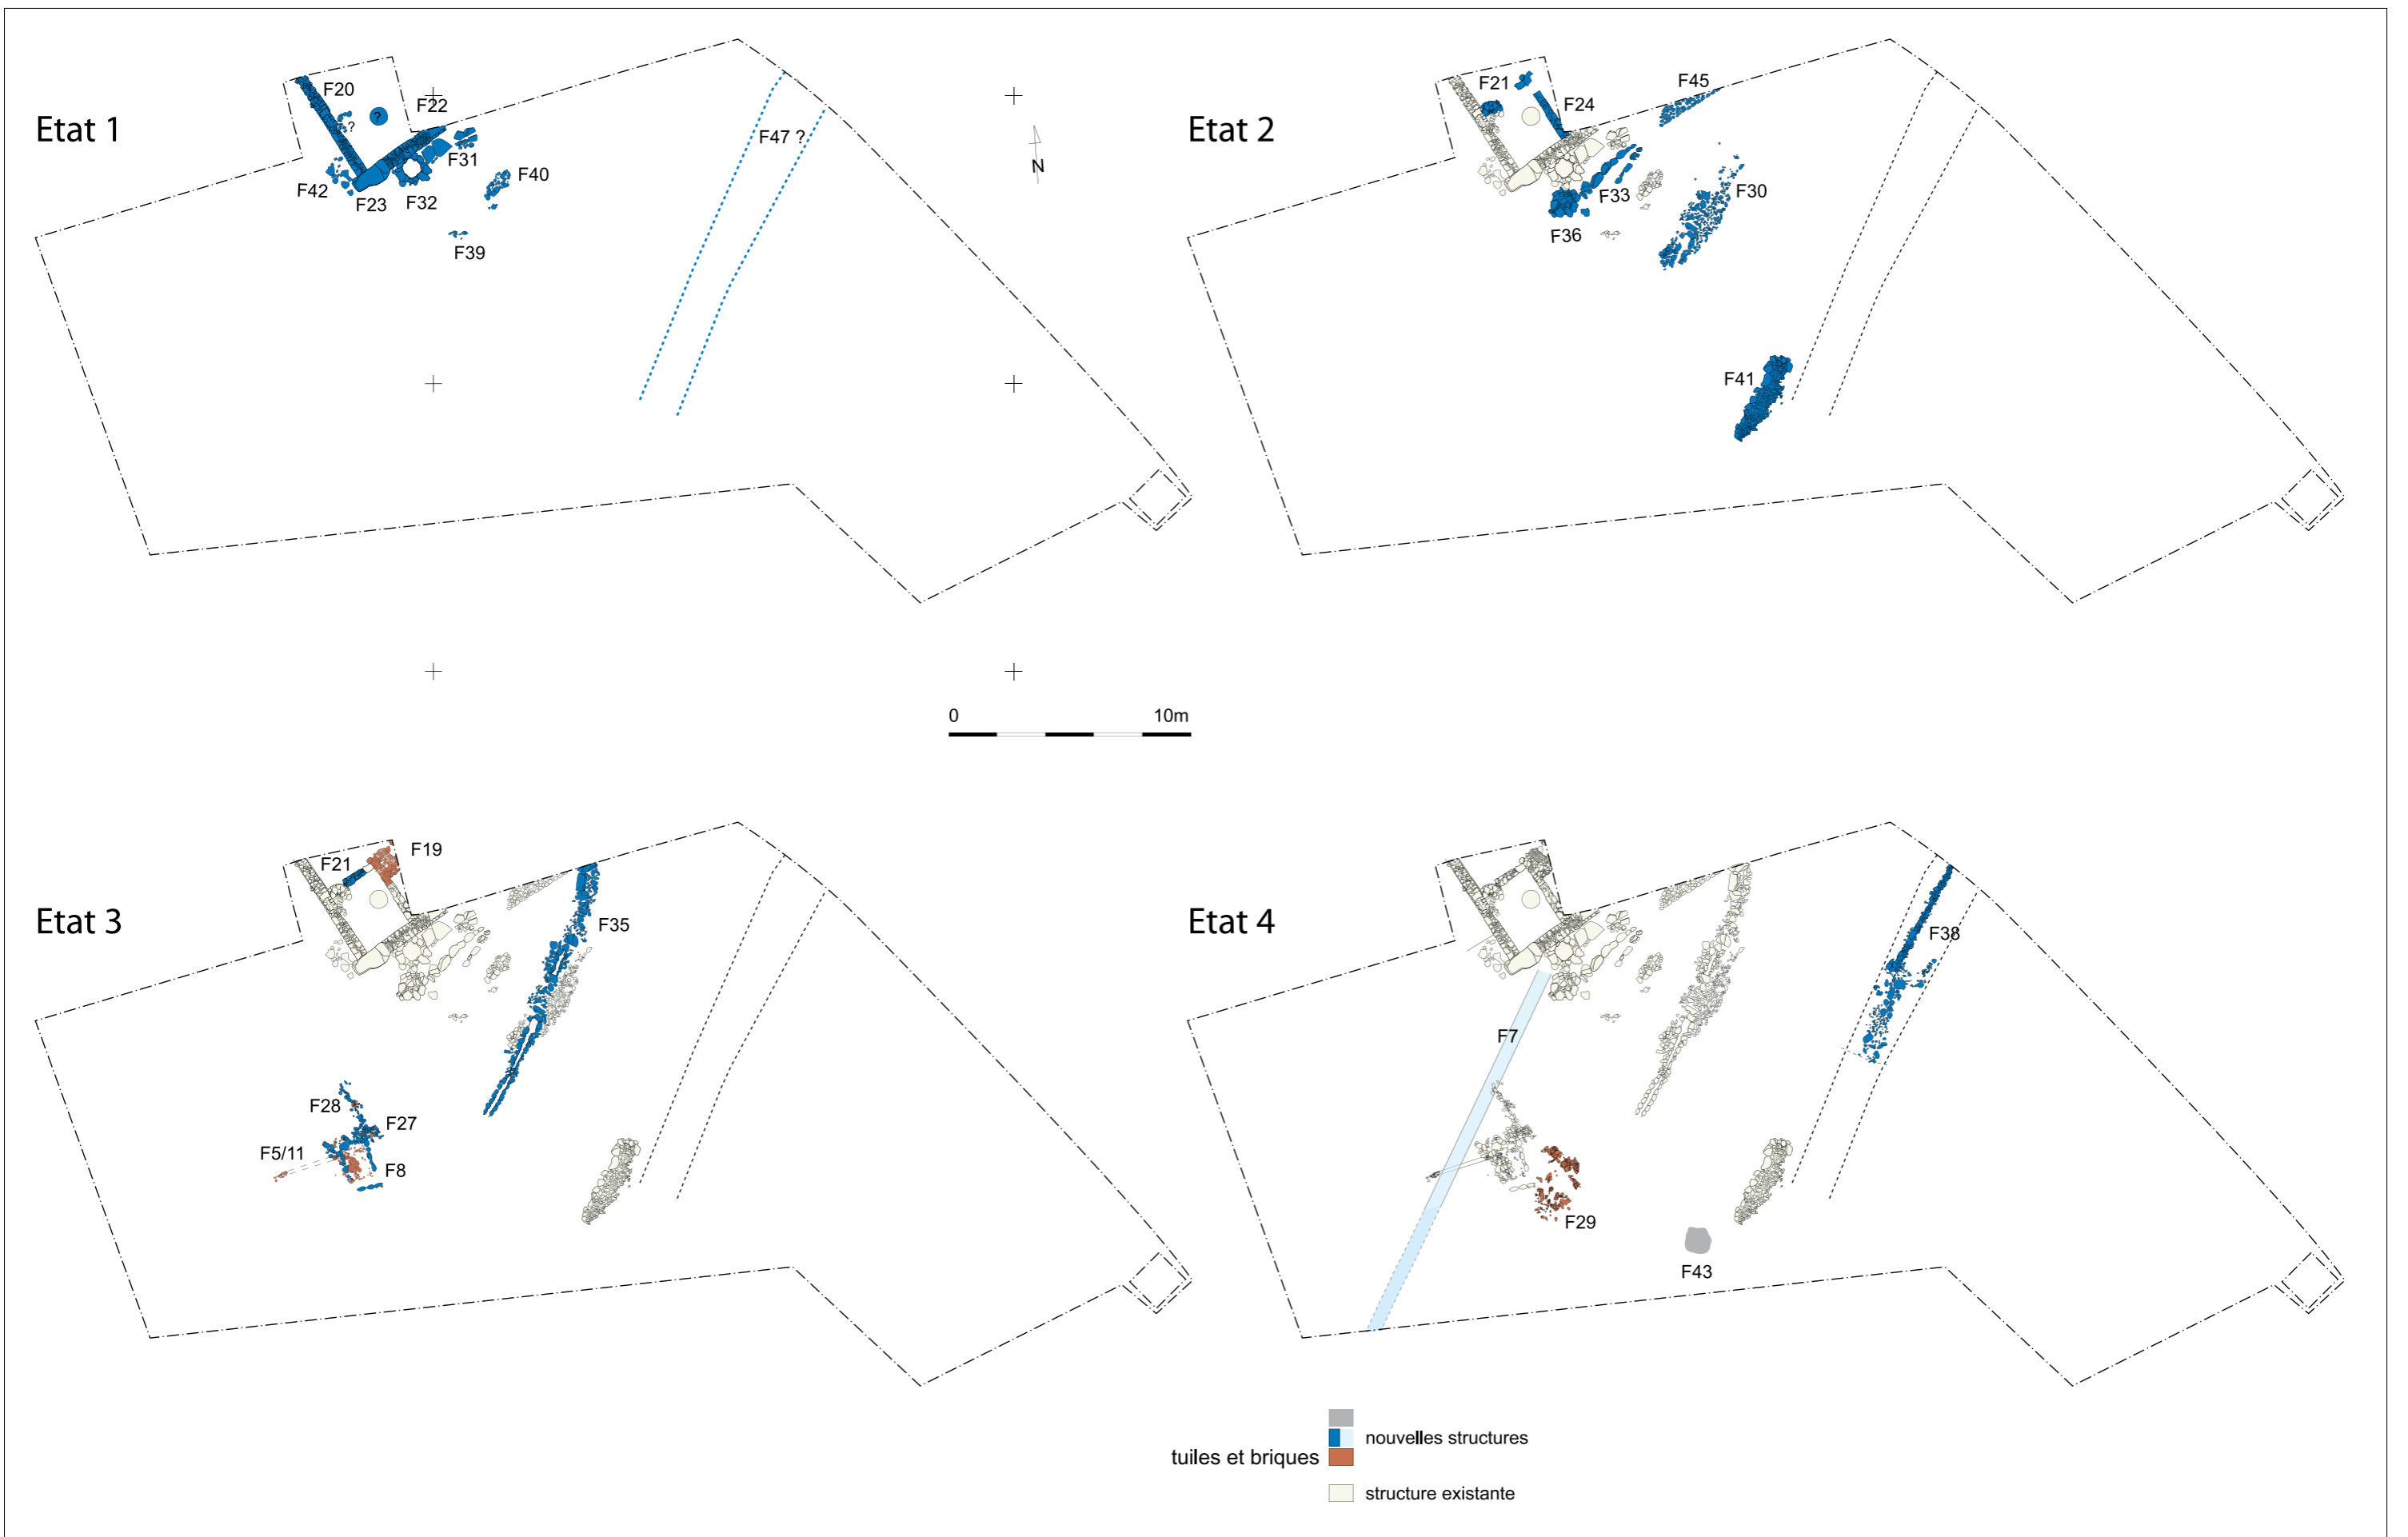 Etat 1
F20
?
?
F22
F31
F42
F23
F32
F40
F39
F47 ?
N
Etat 2
F21
F24
F45
F33
F30
F36
F41
0 10m
Etat 3
F21
F19
F35
F28
F27
F5/11
F8
Etat 4
F38
F7
F29
F43
nouvelles structures
tuiles et briques
structure existante